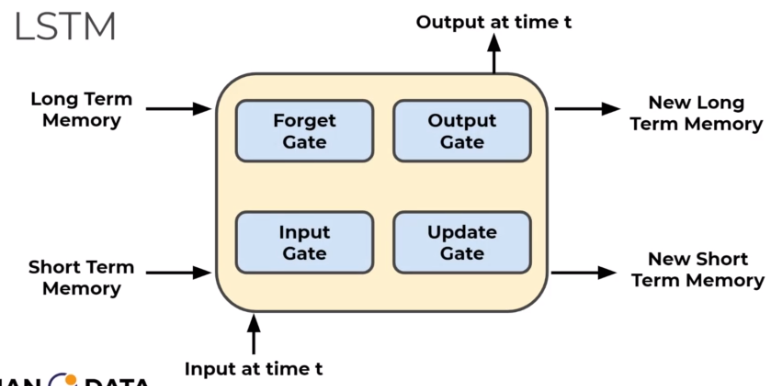 LSTM
Output at time t
Long Term
Memory
Forget
Gate
Output
Gate
New Long
Term Memory
Short Term
Memory
Input
Gate
Update
Gate
New Short
Term Memory
Input at time t
DATA